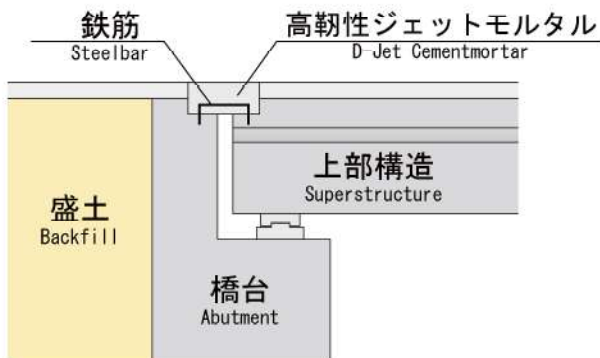 鉄筋
Steelbar
高靭性ジェットモルタル
D-Jet Cementmortar
上部構造
Superstructure
盛土
Backfill
橋台
Abutment